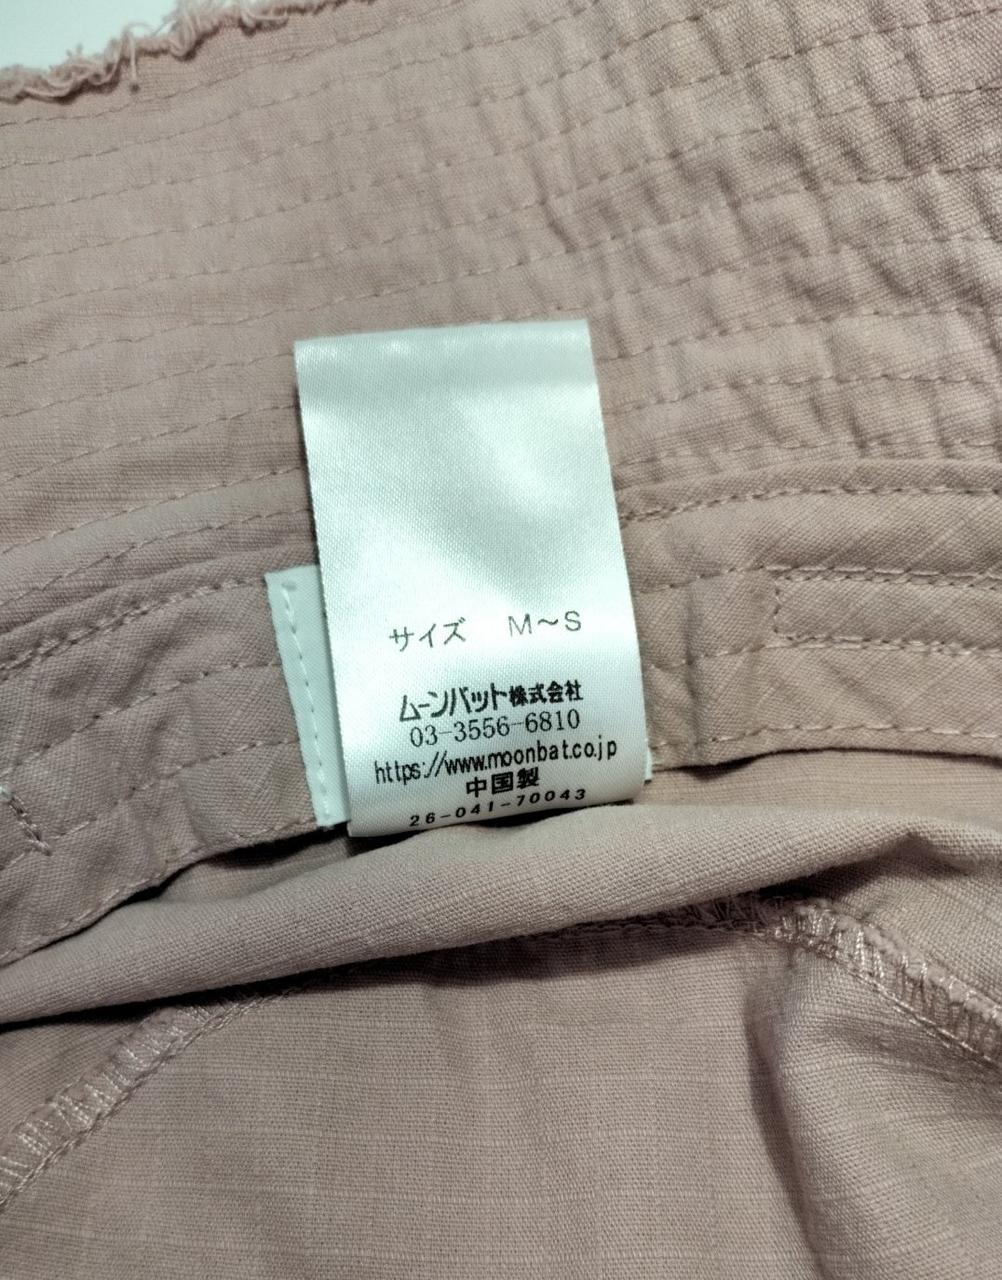 サイズ M～S
ムーンバット株式会社
03-3556-6810
https://www.moonbat.co.jp
中国製
26-041-70043